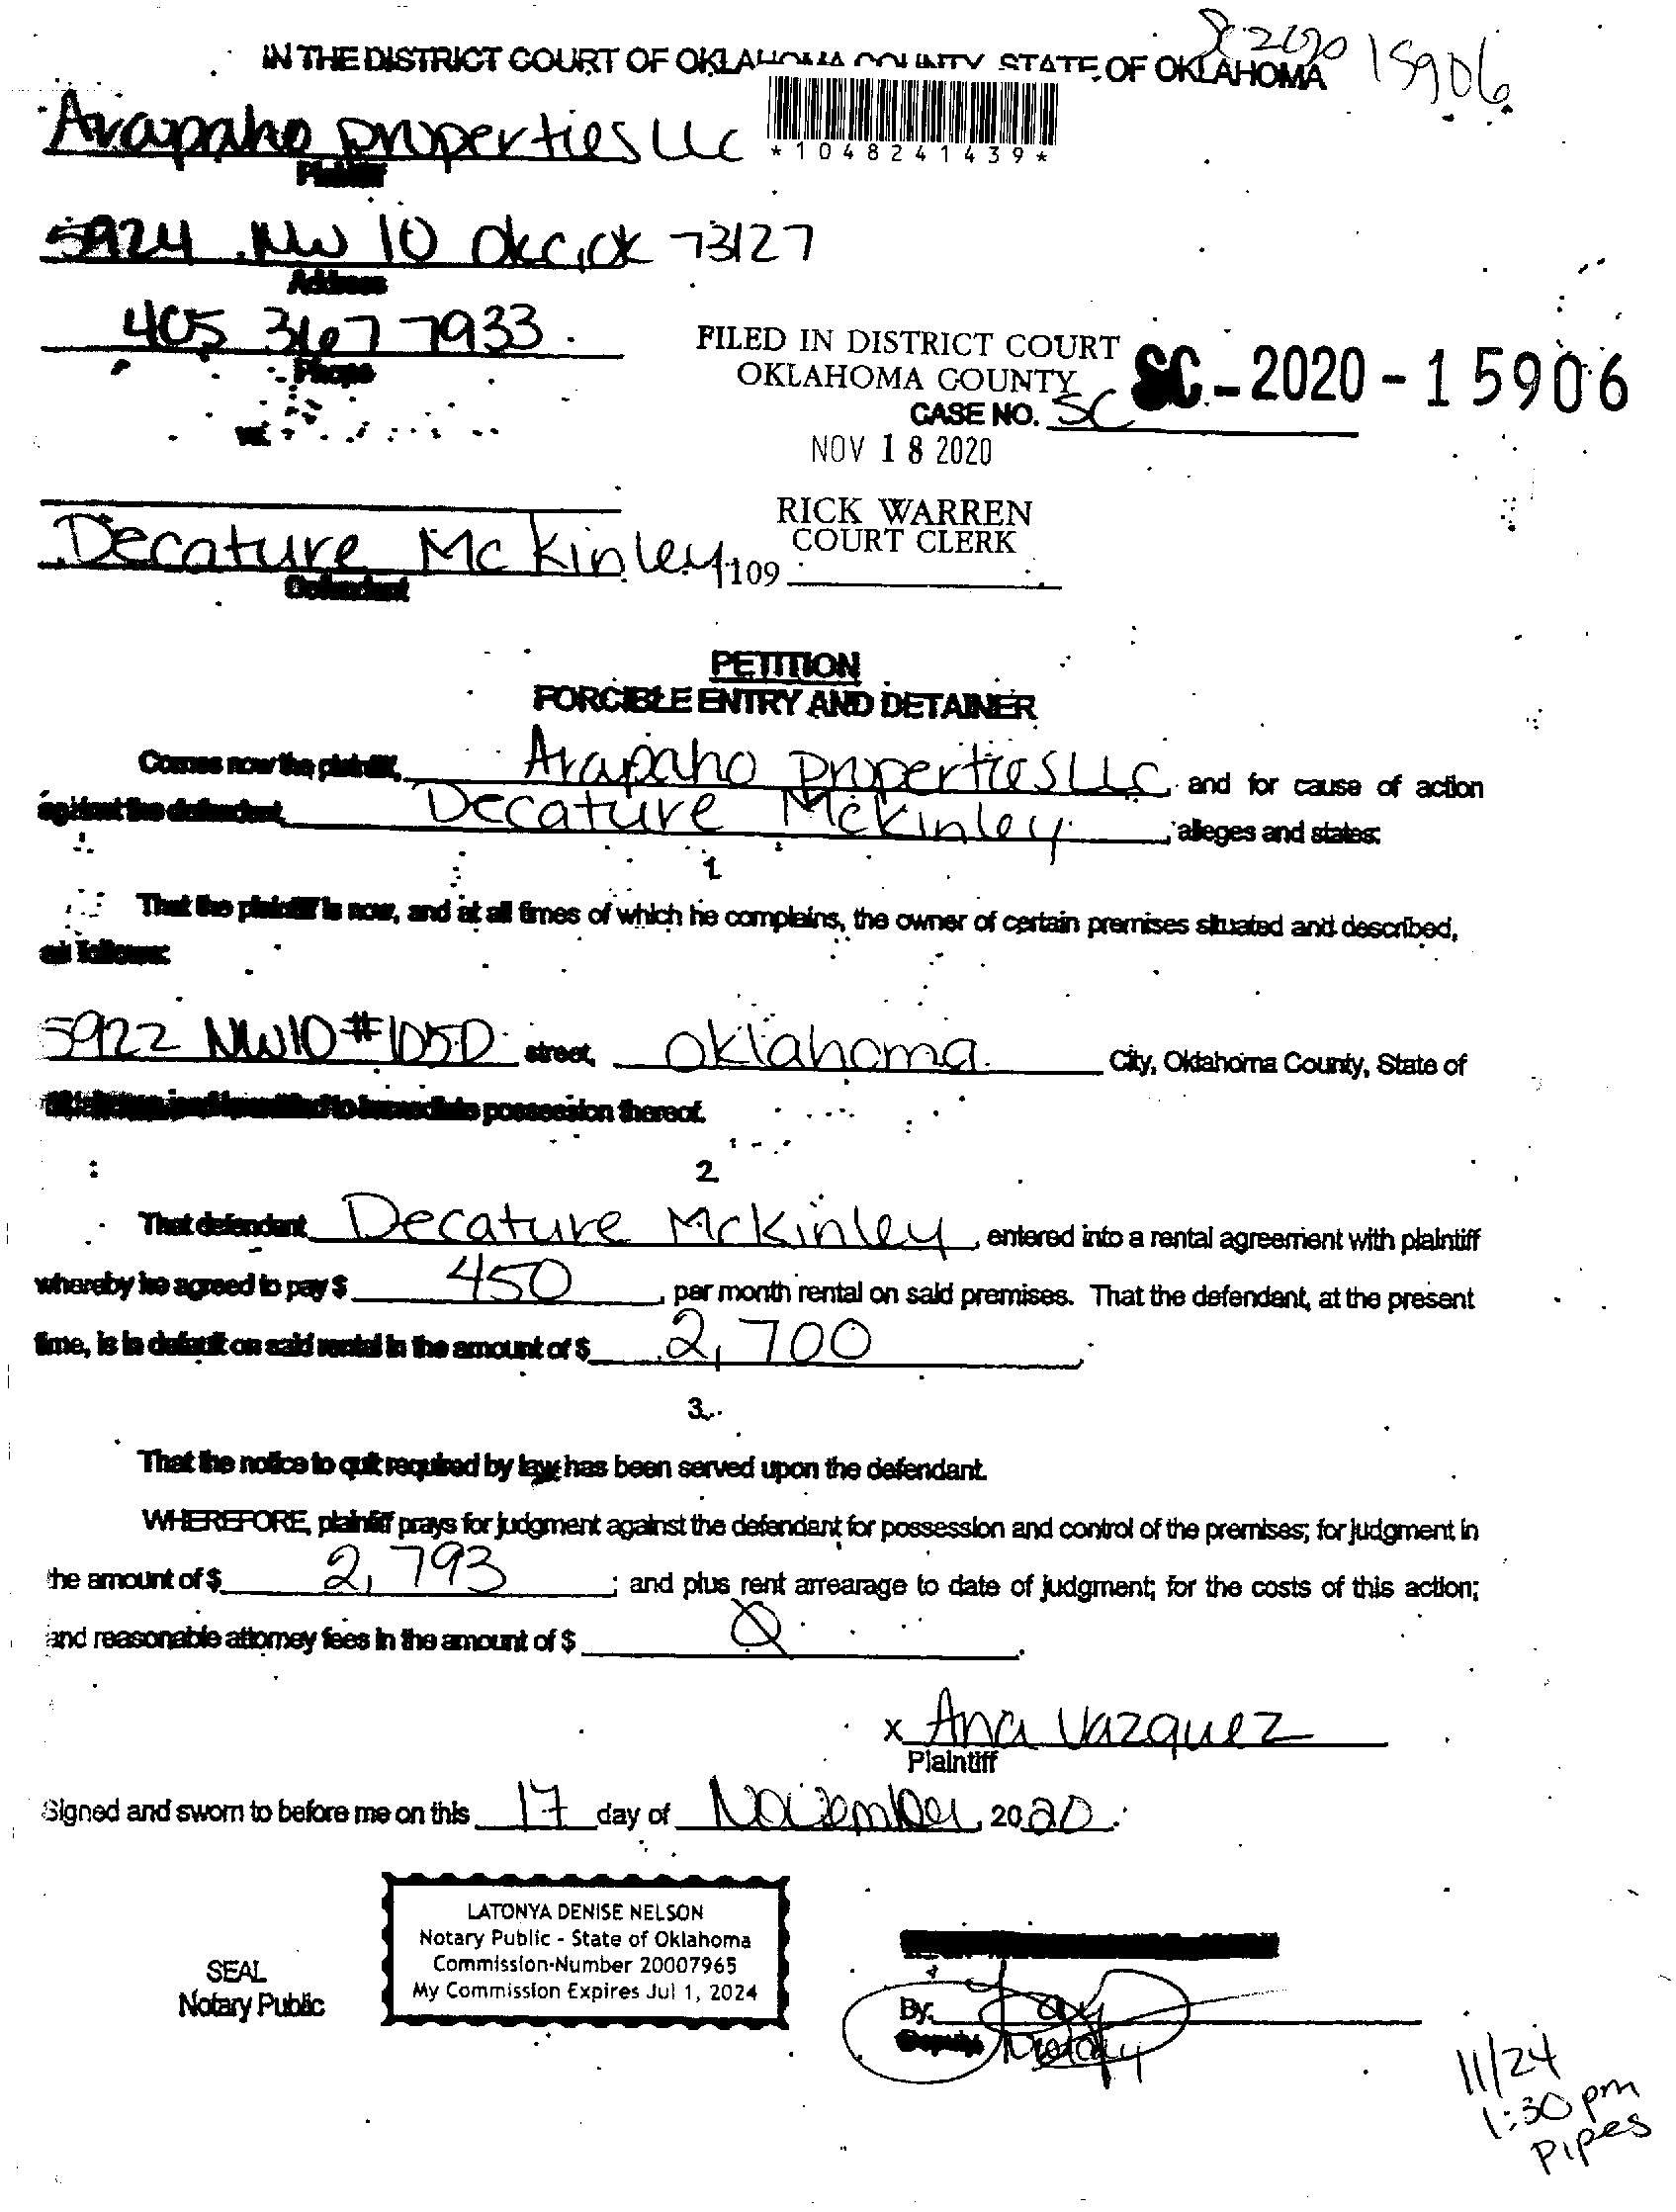 SC 2020 15906
IN THE DISTRICT COURT OF OKLAHOMA COUNTY STATE OF OKLAHOMA
Arapaho properties LLC
*1048241439*
Plaintiff
5924 NW 10 OKC, OK 73127
Address
405 367 7933
Phone
FILED IN DISTRICT COURT
OKLAHOMA COUNTY
SC-2020-15906
CASE NO. SC
vs.
NOV 18 2020
RICK WARREN
COURT CLERK
Decature McKinley
109
Defendant
PETITION
FORCIBLE ENTRY AND DETAINER
Comes now the plaintiff, Arapaho properties LLC and for cause of action
against the defendant, Decature McKinley, alleges and states:
1.
That the plaintiff is now, and at all times of which he complains, the owner of certain premises situated and described,
as follows:
5922 NW10 #105D street, Oklahoma City, Oklahoma County, State of
to immediate possession thereof.
2.
That defendant Decature McKinley, entered into a rental agreement with plaintiff
whereby he agreed to pay $ 450, per month rental on said premises. That the defendant, at the present
time, is in default on said rental in the amount of $ 2,700
3.
That the notice to quit required by law has been served upon the defendant.
WHEREFORE, plaintiff prays for judgment against the defendant for possession and control of the premises; for judgment in
the amount of $ 2,793; and plus rent arrearage to date of judgment; for the costs of this action;
and reasonable attorney fees in the amount of $ 0.
x Ana Vazquez
Plaintiff
Signed and sworn to before me on this 17 day of November, 2020.
LATONYA DENISE NELSON
Notary Public - State of Oklahoma
Commission Number 20007965
My Commission Expires Jul 1, 2024
SEAL
Notary Public
By:
Deputy Notary
11/24
1:30 pm
Pipes